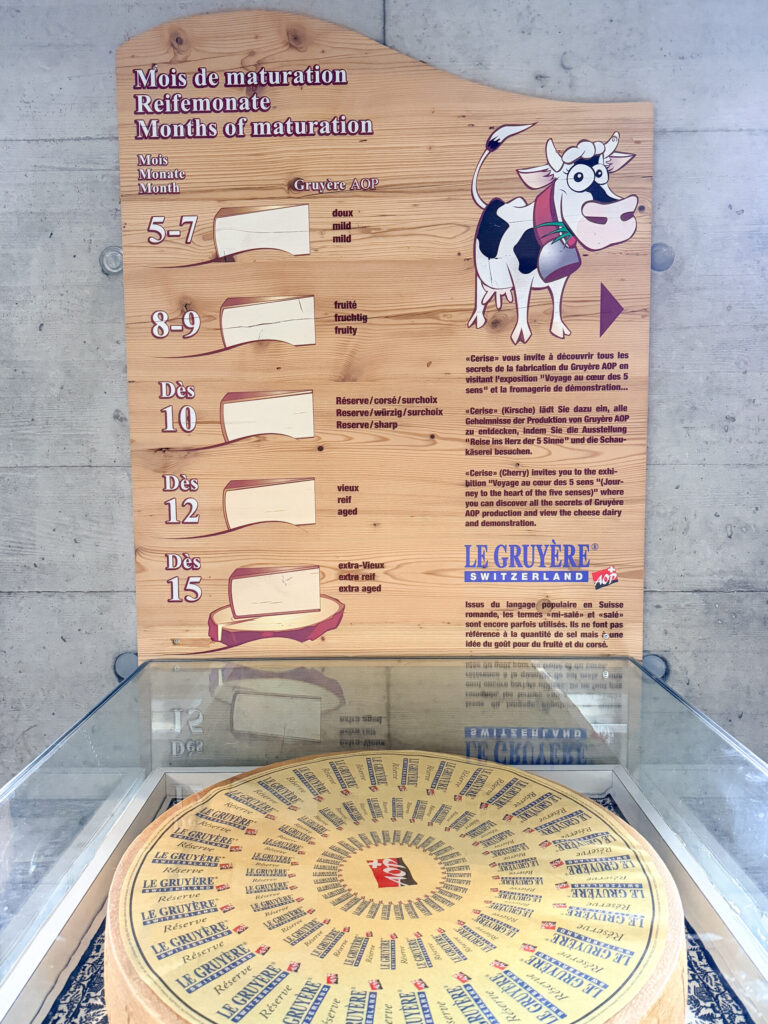 Mois de maturation
Reifemonate
Months of maturation
Mois
Monate
Month
Gruyère AOP
5-7
doux
mild
mild
8-9
fruité
fruchtig
fruity
Dès
10
Réserve/corsé/surchoix
Reserve/würzig/surchoix
Reserve/sharp
Dès
12
vieux
reif
aged
Dès
15
extra-Vieux
extre reif
extra aged
«Cerise» vous invite à découvrir tous les
secrets de la fabrication du Gruyère AOP en
visitant l'exposition "Voyage au cœur des 5
sens" et la fromagerie de démonstration...
«Cerise» (Kirsche) lädt Sie dazu ein, alle
Geheimnisse der Produktion von Gruyère AOP
zu entdecken, indem Sie die Ausstellung
"Reise ins Herz der 5 Sinne" und die Schau-
käserei besuchen.
«Cerise» (Cherry) invites you to the exhi-
bition "Voyage au cœur des 5 sens "(Jour-
ney to the heart of the five senses)" where
you can discover all the secrets of Gruyère
AOP production and view the cheese dairy
and demonstration.
LE GRUYÈRE®
SWITZERLAND
AOP
Issus du langage populaire en Suisse
romande, les termes «mi-salé» et «salé»
sont encore parfois utilisés. Ils ne font pas
référence à la quantité de sel mais à une
idée du goût pour du fruité et du corsé.
AOP
LE GRUYÈRE
SWITZERLAND
AOP
Réserve